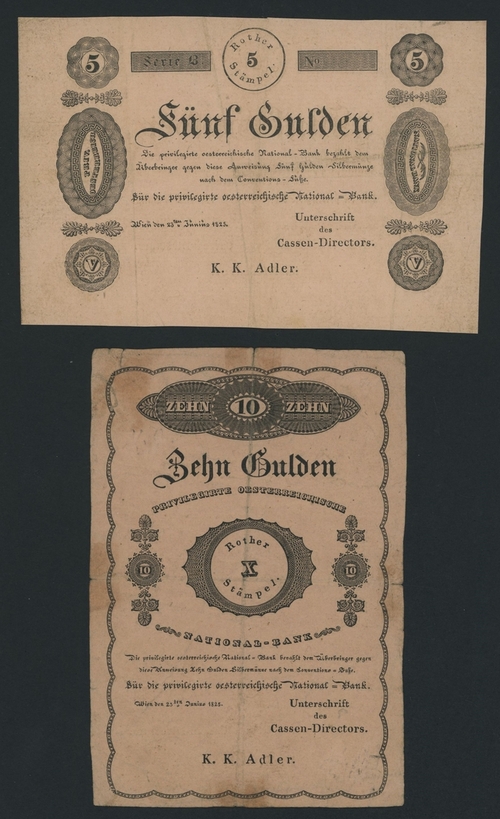 5
Serie B
Rother
5
Stämpel.
No
5
Fünf Gulden
Die privilegirte oesterreichische National-Bank bezahlt dem
Überbringer gegen diese Anweisung Fünf Gulden Silbermünze
nach dem Conventions-Fuße.
Für die privilegirte oesterreichische National-Bank.
Wien den 23ten Junius 1825.
Unterschrift
des
Cassen-Directors.
K. K. Adler.
V
V
ZEHN 10 ZEHN
Zehn Gulden
PRIVILEGIRTE OESTERREICHISCHE
Rother
X
Stämpel.
10
10
NATIONAL-BANK
Die privilegirte oesterreichische National-Bank bezahlt dem Überbringer gegen
diese Anweisung Zehn Gulden Silbermünze nach dem Conventions-Fuße.
Für die privilegirte oesterreichische National-Bank.
Wien den 23ten Junius 1825.
Unterschrift
des
Cassen-Directors.
K. K. Adler.